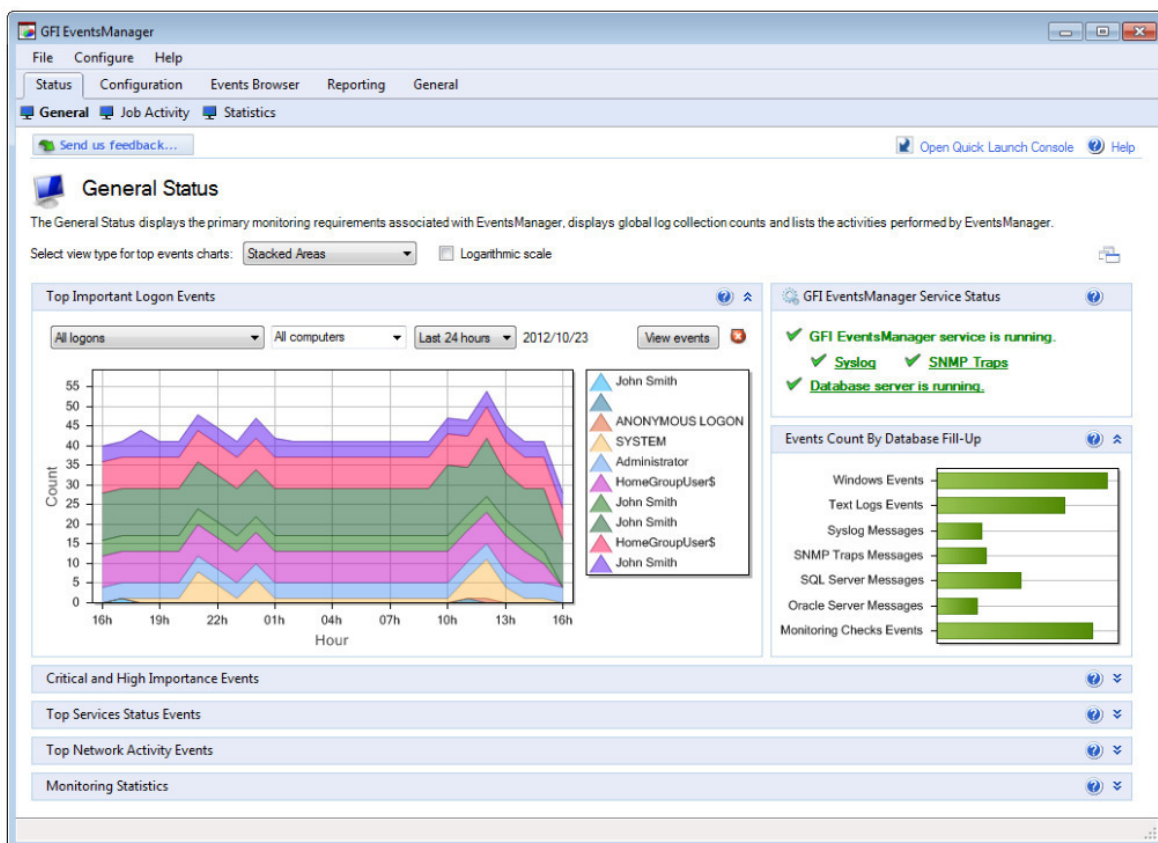 GFI EventsManager
File Configure Help
Status Configuration Events Browser Reporting General
General Job Activity Statistics
Send us feedback...
Open Quick Launch Console Help
General Status
The General Status displays the primary monitoring requirements associated with EventsManager, displays global log collection counts and lists the activities performed by EventsManager.
Select view type for top events charts: Stacked Areas Logarithmic scale
Top Important Logon Events
All logons All computers Last 24 hours 2012/10/23 View events
Count
55
50
45
40
35
30
25
20
15
10
5
0
16h 19h 22h 01h 04h 07h 10h 13h 16h
Hour
John Smith
ANONYMOUS LOGON
SYSTEM
Administrator
HomeGroupUser$
John Smith
John Smith
HomeGroupUser$
John Smith
GFI EventsManager Service Status
GFI EventsManager service is running.
Syslog SNMP Traps
Database server is running.
Events Count By Database Fill-Up
Windows Events
Text Logs Events
Syslog Messages
SNMP Traps Messages
SQL Server Messages
Oracle Server Messages
Monitoring Checks Events
Critical and High Importance Events
Top Services Status Events
Top Network Activity Events
Monitoring Statistics